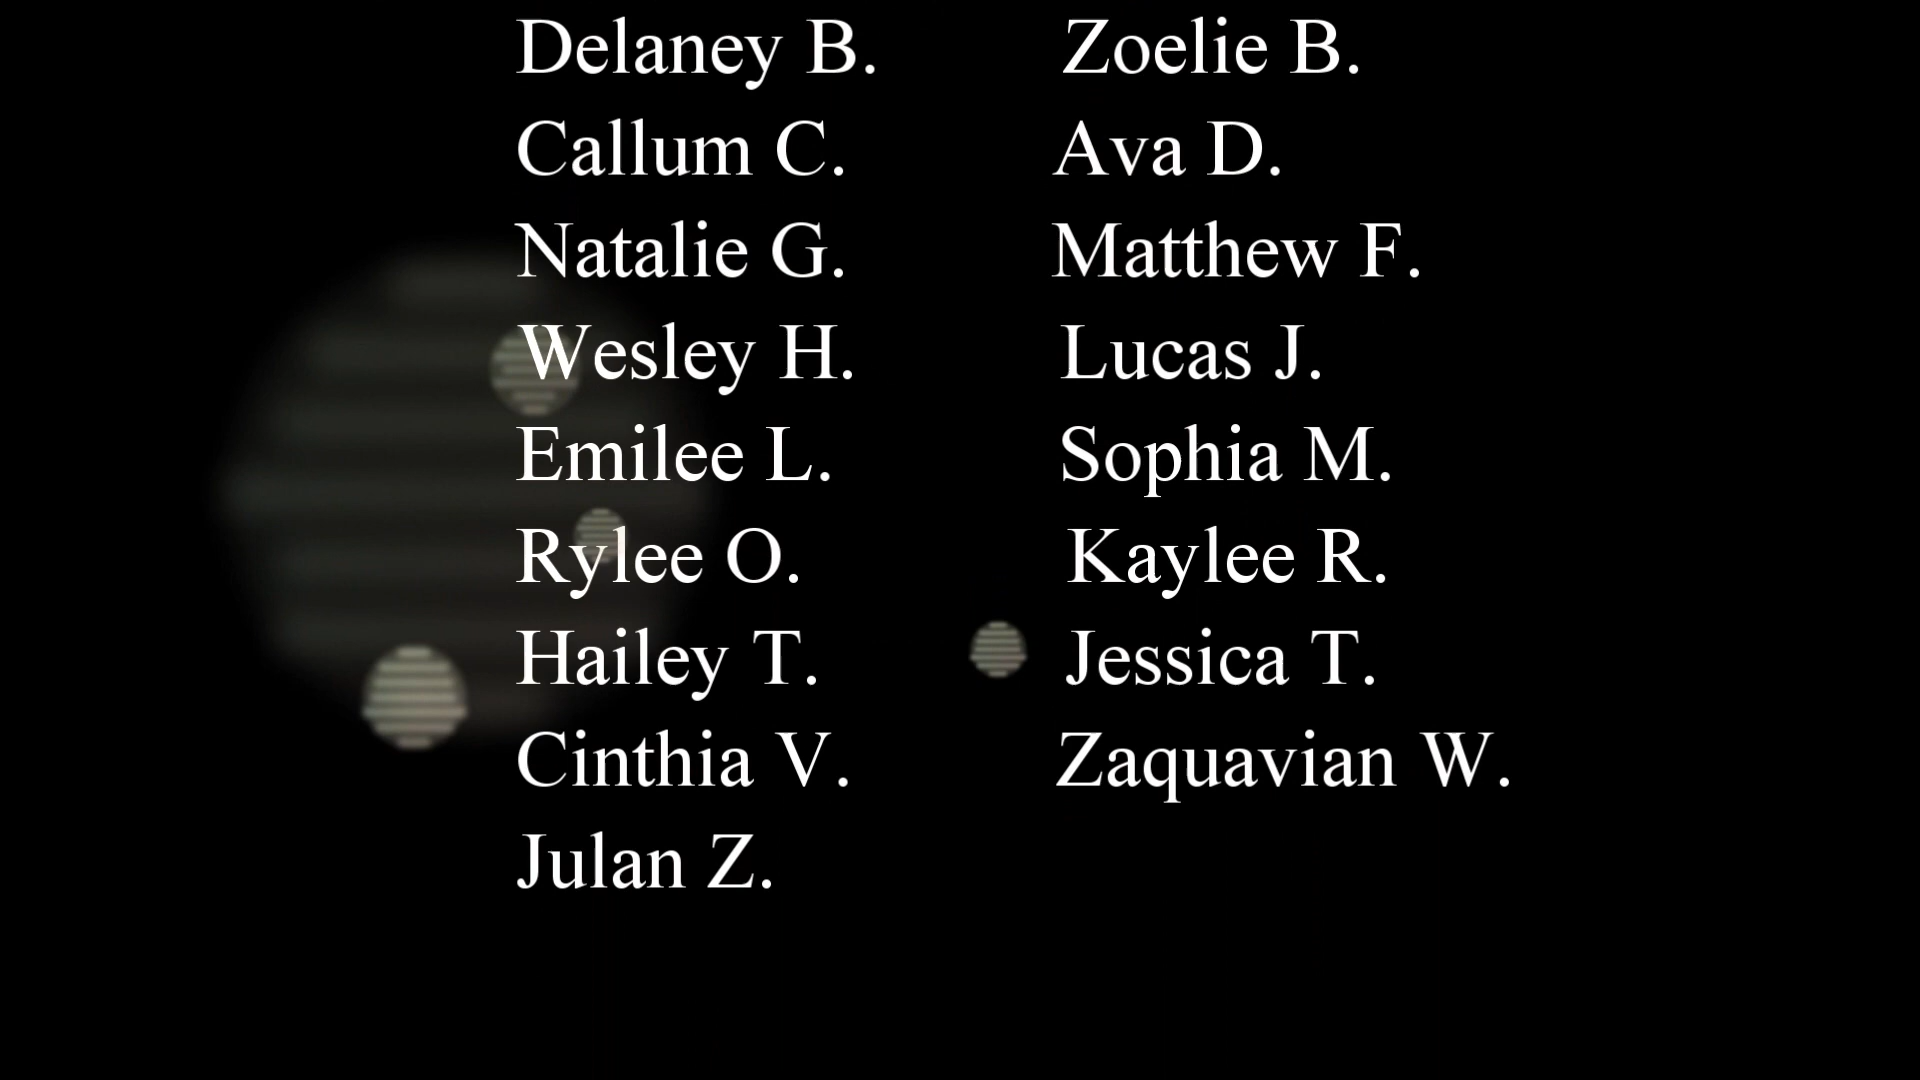 Delaney B. Zoelie B.
Callum C. Ava D.
Natalie G. Matthew F.
Wesley H. Lucas J.
Emilee L. Sophia M.
Rylee O. Kaylee R.
Hailey T. Jessica T.
Cinthia V. Zaquavian W.
Julan Z.